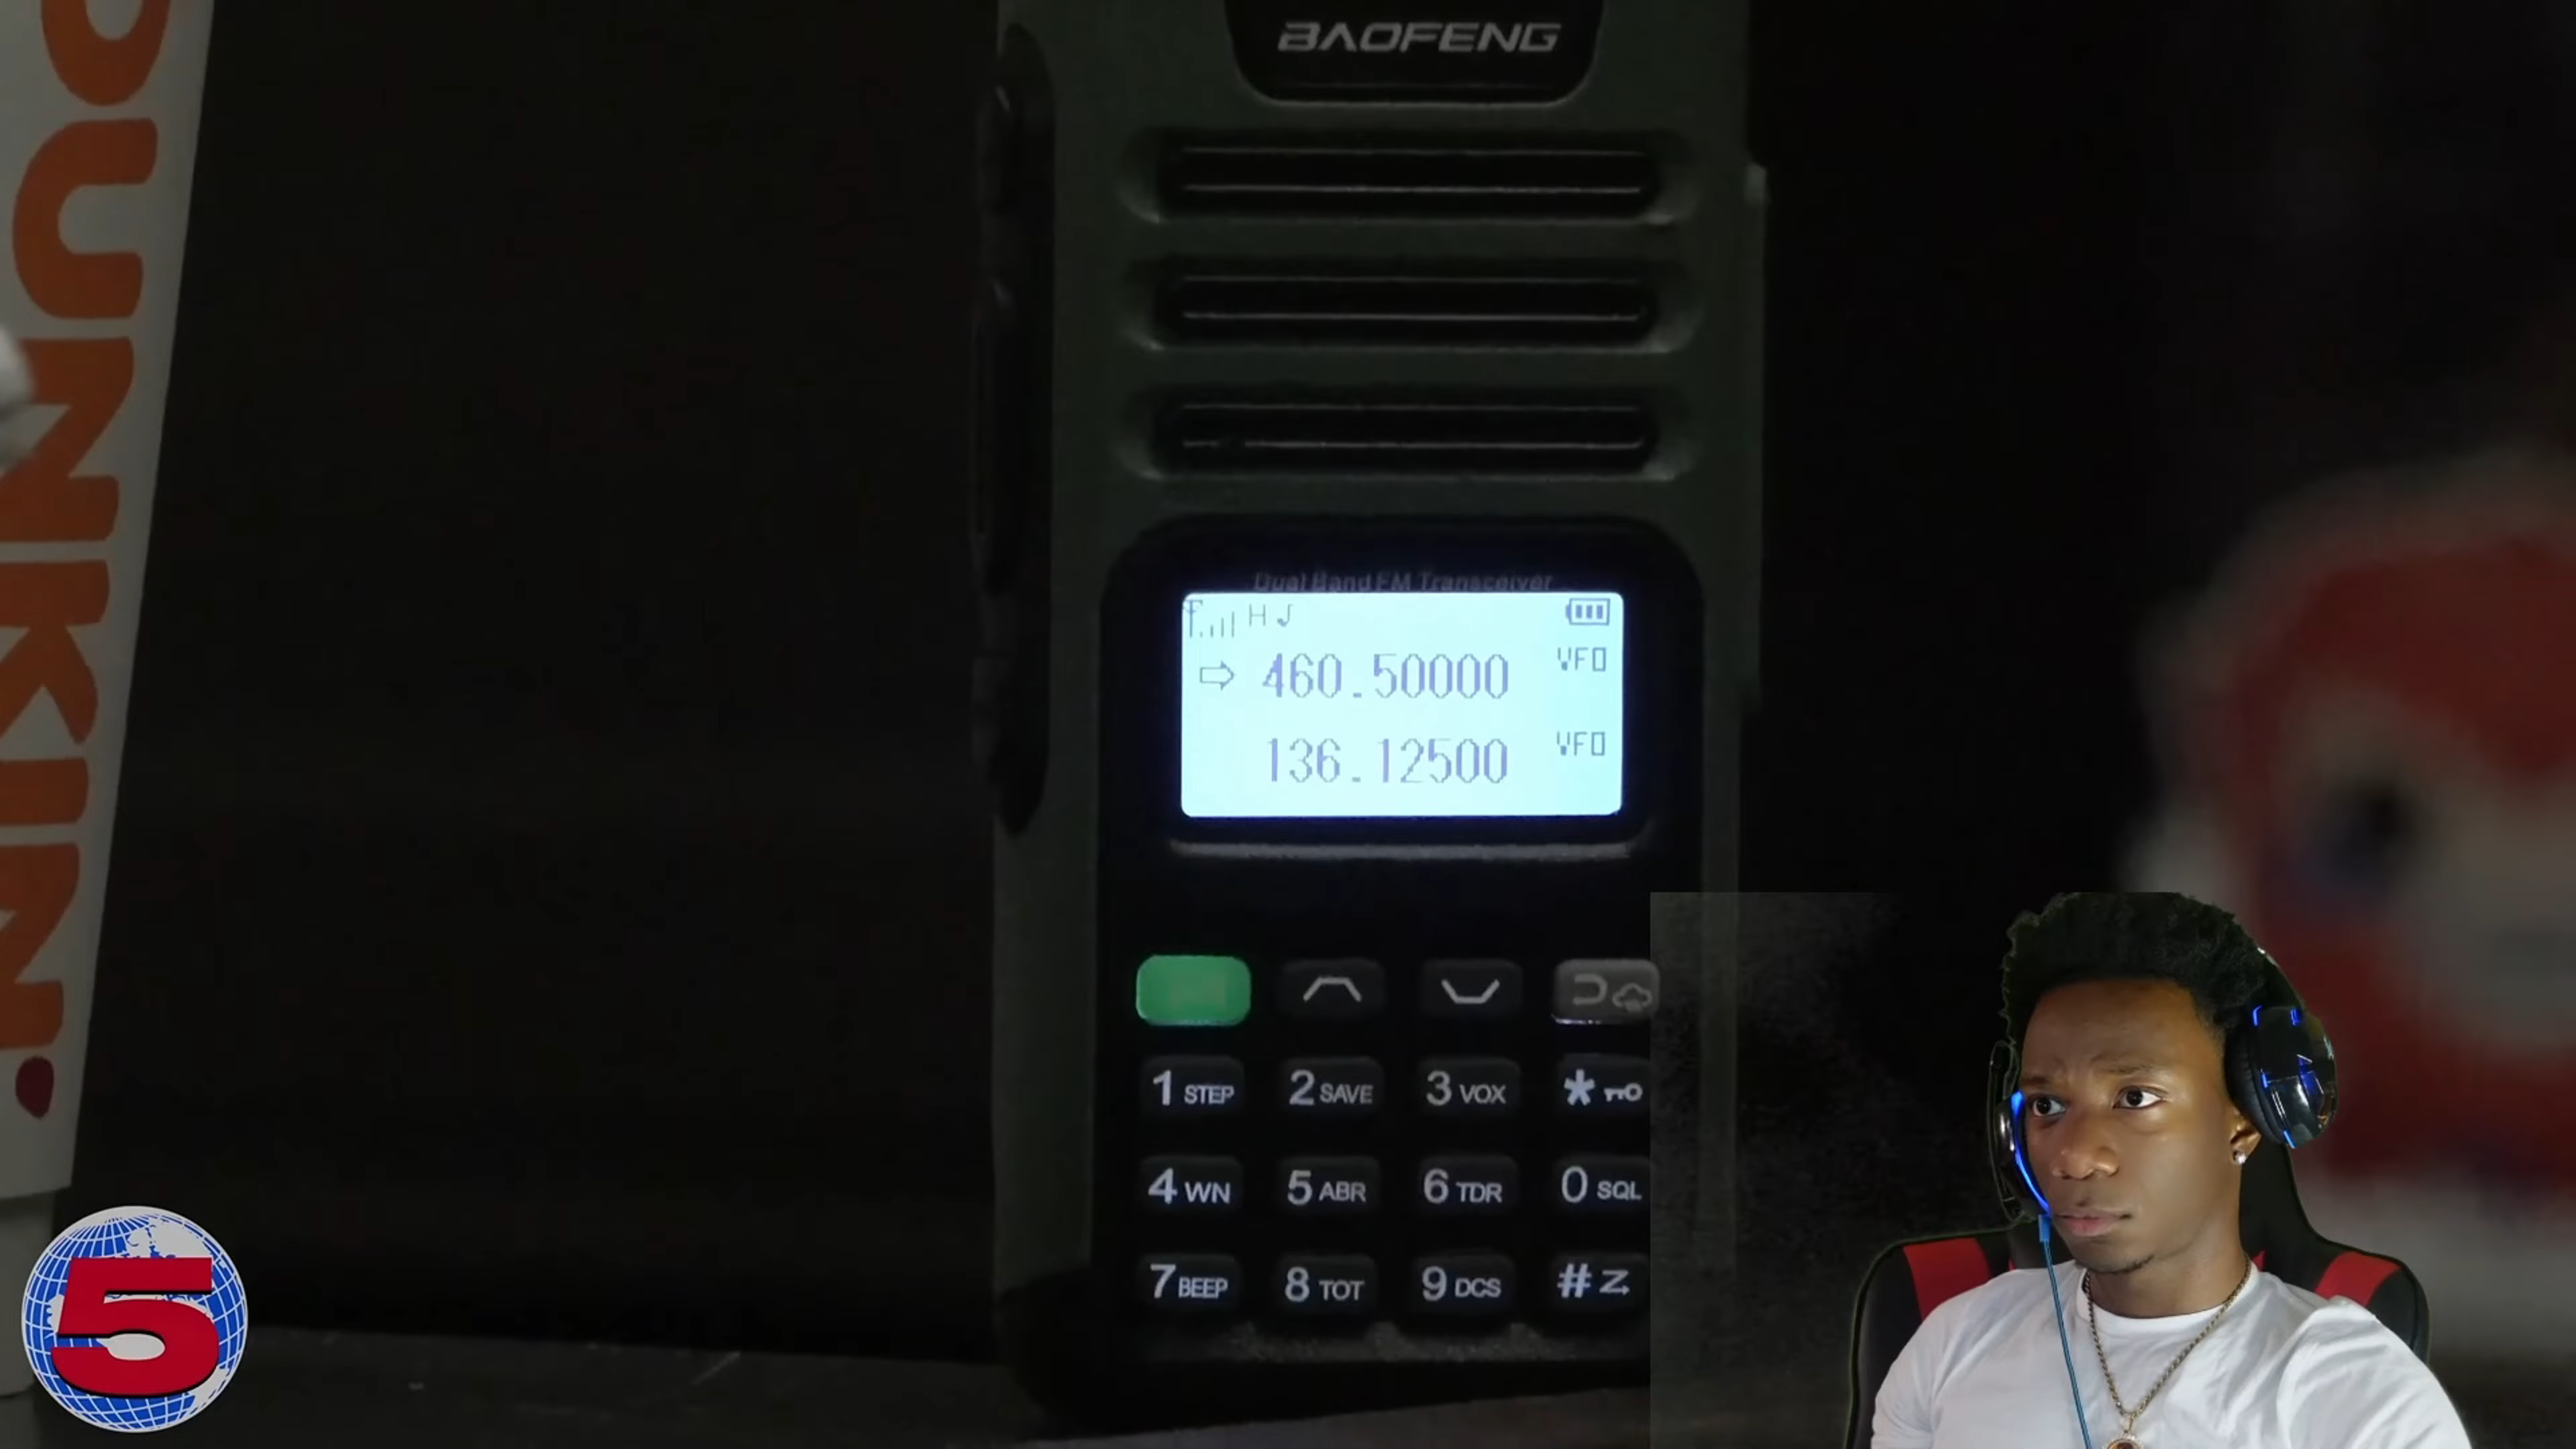 DUNKIN
BAOFENG
Dual Band FM Transceiver
H
460.50000 VFO
136.12500 VFO
1 STEP 2 SAVE 3 VOX *
4 WN 5 ABR 6 TDR 0 SQL
7 BEEP 8 TOT 9 DCS #
5